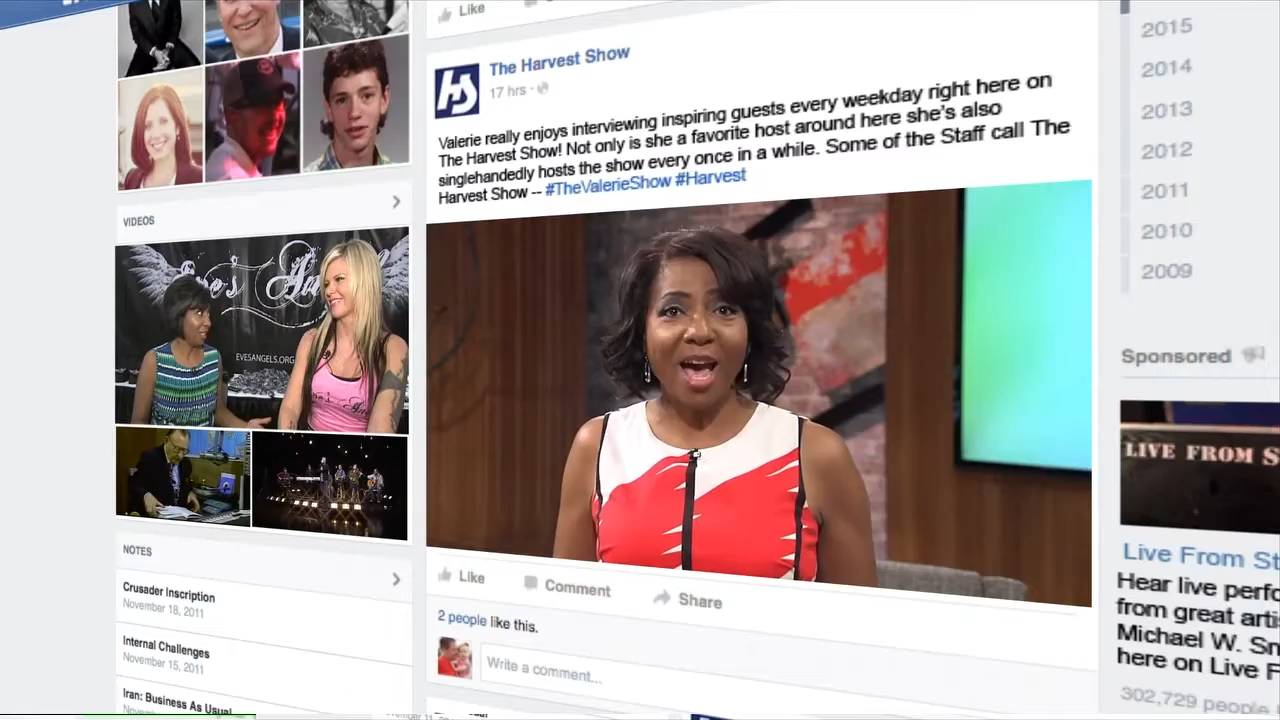 Like
The Harvest Show
17 hrs ·
Valerie really enjoys interviewing inspiring guests every weekday right here on
The Harvest Show! Not only is she a favorite host around here she's also
singlehandedly hosts the show every once in a while. Some of the Staff call The
Harvest Show -- #TheValerieShow #Harvest
VIDEOS
Eve's
EVESANGELS.ORG
NOTES
Crusader Inscription
November 18, 2011
Internal Challenges
November 15, 2011
Iran: Business As Usual
Like
Comment
Share
2 people like this.
Write a comment...
2015
2014
2013
2012
2011
2010
2009
Sponsored
LIVE FROM S
Live From St
Hear live perfo
from great arti
Michael W. Sm
here on Live F
302,729 people